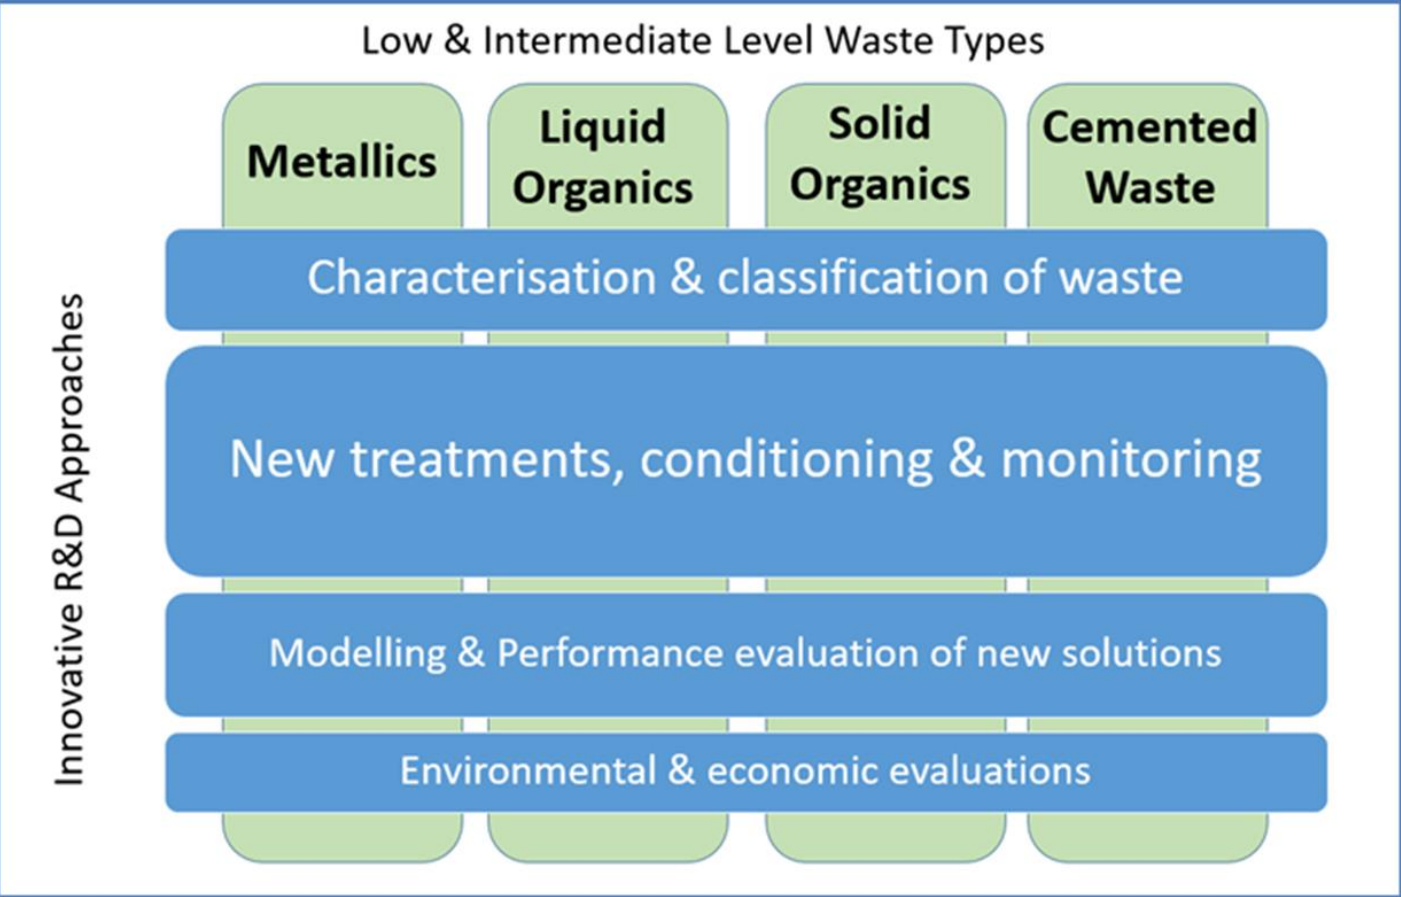 Low & Intermediate Level Waste Types
Metallics
Liquid
Organics
Solid
Organics
Cemented
Waste
Innovative R&D Approaches
Characterisation & classification of waste
New treatments, conditioning & monitoring
Modelling & Performance evaluation of new solutions
Environmental & economic evaluations